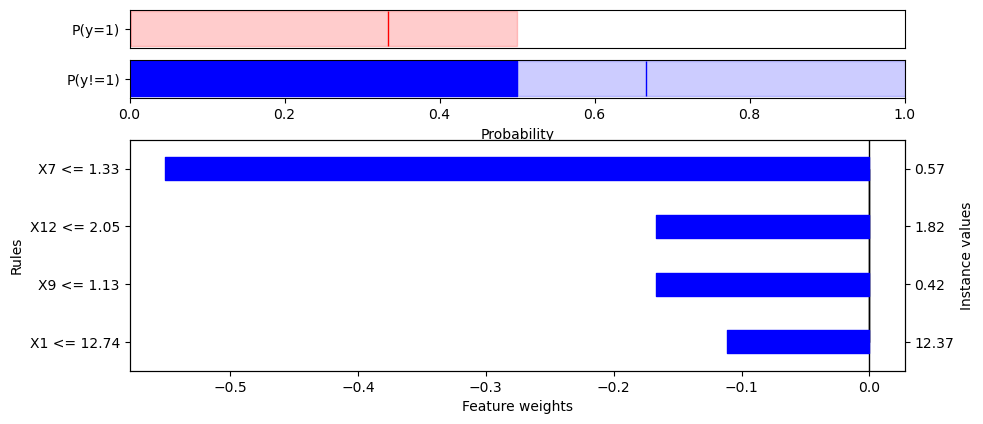 P(y=1)
P(y!=1)
0.0 0.2 0.4 0.6 0.8 1.0
Probability
X7 <= 1.33 0.57
X12 <= 2.05 1.82
X9 <= 1.13 0.42
X1 <= 12.74 12.37
Rules
Instance values
−0.5 −0.4 −0.3 −0.2 −0.1 0.0
Feature weights